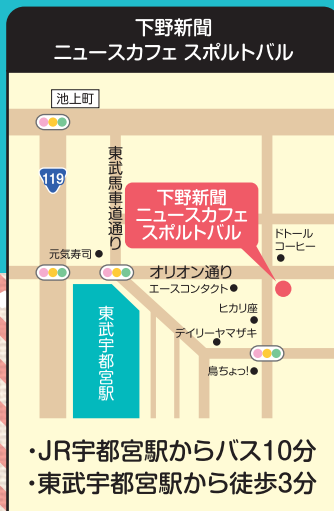 下野新聞
ニュースカフェ スポルトバル
池上町
119
東武馬車道通り
下野新聞
ニュースカフェ
スポルトバル
ドトール
コーヒー
元気寿司
オリオン通り
エースコンタクト
ヒカリ座
デイリーヤマザキ
東武宇都宮駅
鳥ちょっ!
・JR宇都宮駅からバス10分
・東武宇都宮駅から徒歩3分